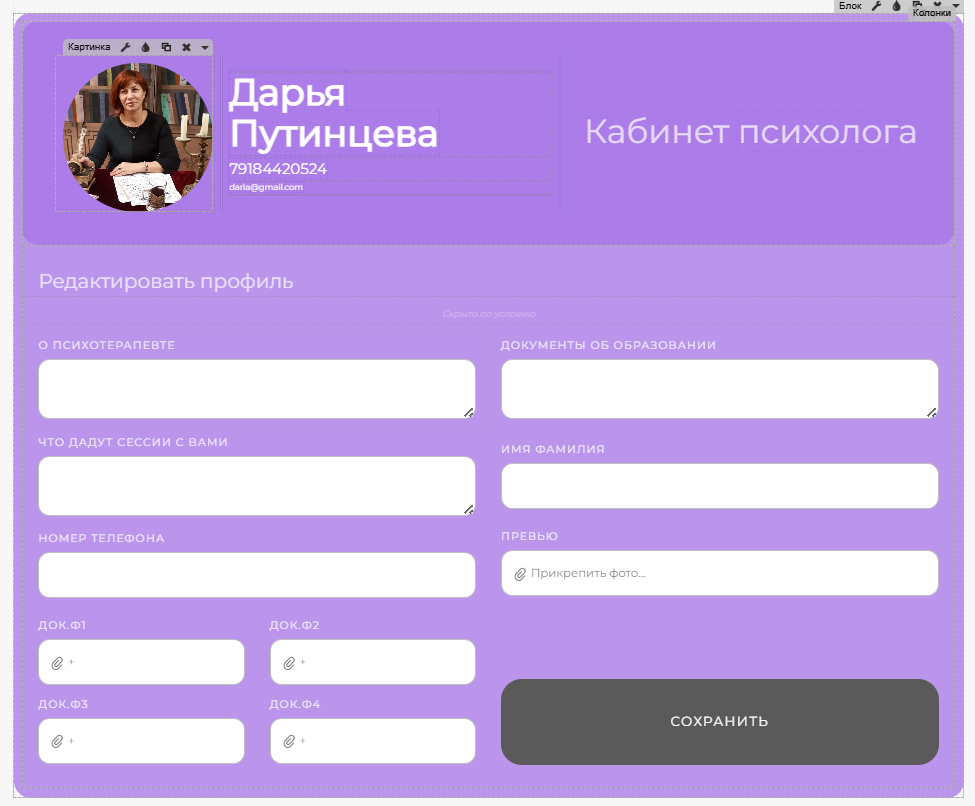 Блок
Колонки
Картинка
Дарья
Путинцева
79184420524
daria@gmail.com
Кабинет психолога
Редактировать профиль
Скрыто по условию
О ПСИХОТЕРАПЕВТЕ
ДОКУМЕНТЫ ОБ ОБРАЗОВАНИИ
ЧТО ДАДУТ СЕССИИ С ВАМИ
ИМЯ ФАМИЛИЯ
НОМЕР ТЕЛЕФОНА
ПРЕВЬЮ
Прикрепить фото...
ДОК.Ф1
ДОК.Ф2
+
+
ДОК.Ф3
ДОК.Ф4
+
+
СОХРАНИТЬ